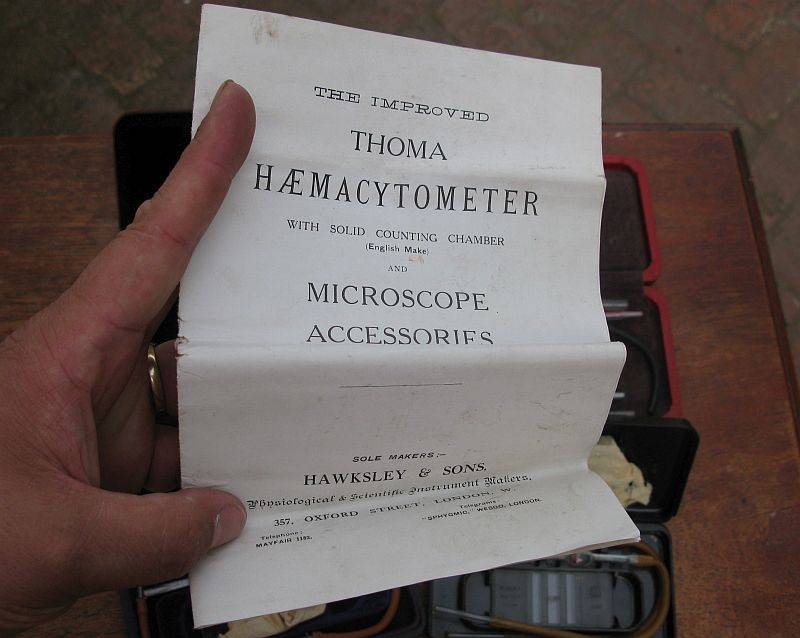 THE IMPROVED
THOMA
HÆMACYTOMETER
WITH SOLID COUNTING CHAMBER
(English Make)
AND
MICROSCOPE
ACCESSORIES
SOLE MAKERS:—
HAWKSLEY & SONS,
Physiological & Scientific Instrument Makers,
357, OXFORD STREET, LONDON, W.
Telephone: Telegrams:
MAYFAIR 1182. "SPHYGMIC," WESDO, LONDON.